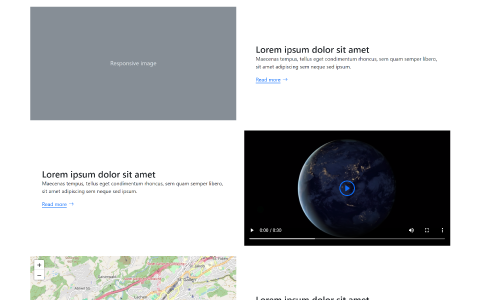 Responsive image
Lorem ipsum dolor sit amet
Maecenas tempus, tellus eget condimentum rhoncus, sem quam semper libero,
sit amet adipiscing sem neque sed ipsum.
Read more →
Lorem ipsum dolor sit amet
Maecenas tempus, tellus eget condimentum rhoncus, sem quam semper libero,
sit amet adipiscing sem neque sed ipsum.
Read more →
0:00 / 8:30
+
−
Lorem ipsum dolor sit amet